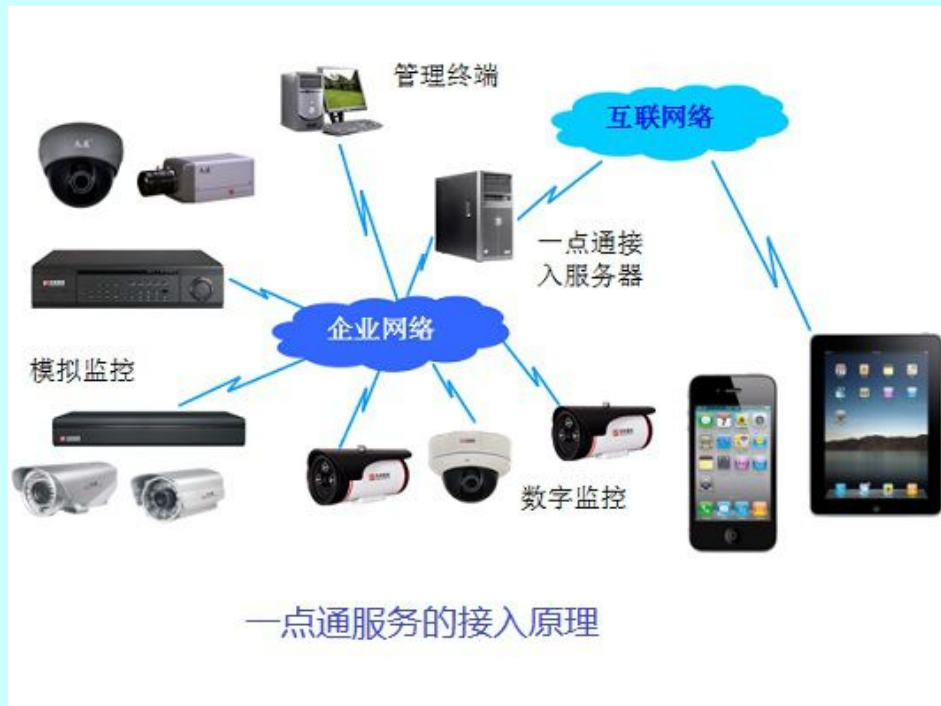 管理终端
互联网络
一点通接
入服务器
企业网络
模拟监控
数字监控
一点通服务的接入原理